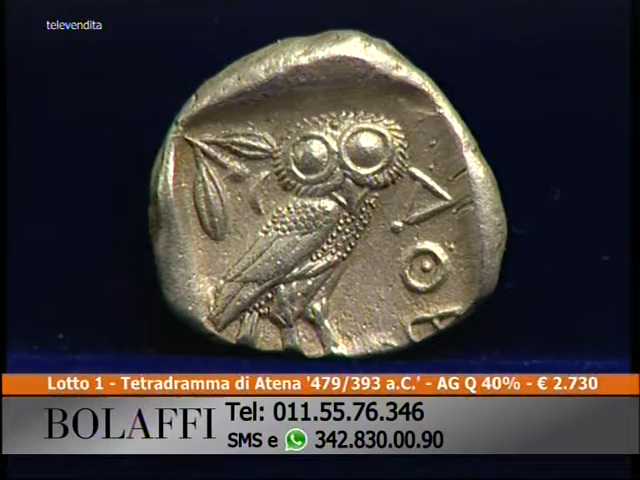 televendita
ΑΘΕ
Lotto 1 - Tetradramma di Atena '479/393 a.C.' - AG Q 40% - € 2.730
BOLAFFI
Tel: 011.55.76.346
SMS e 342.830.00.90